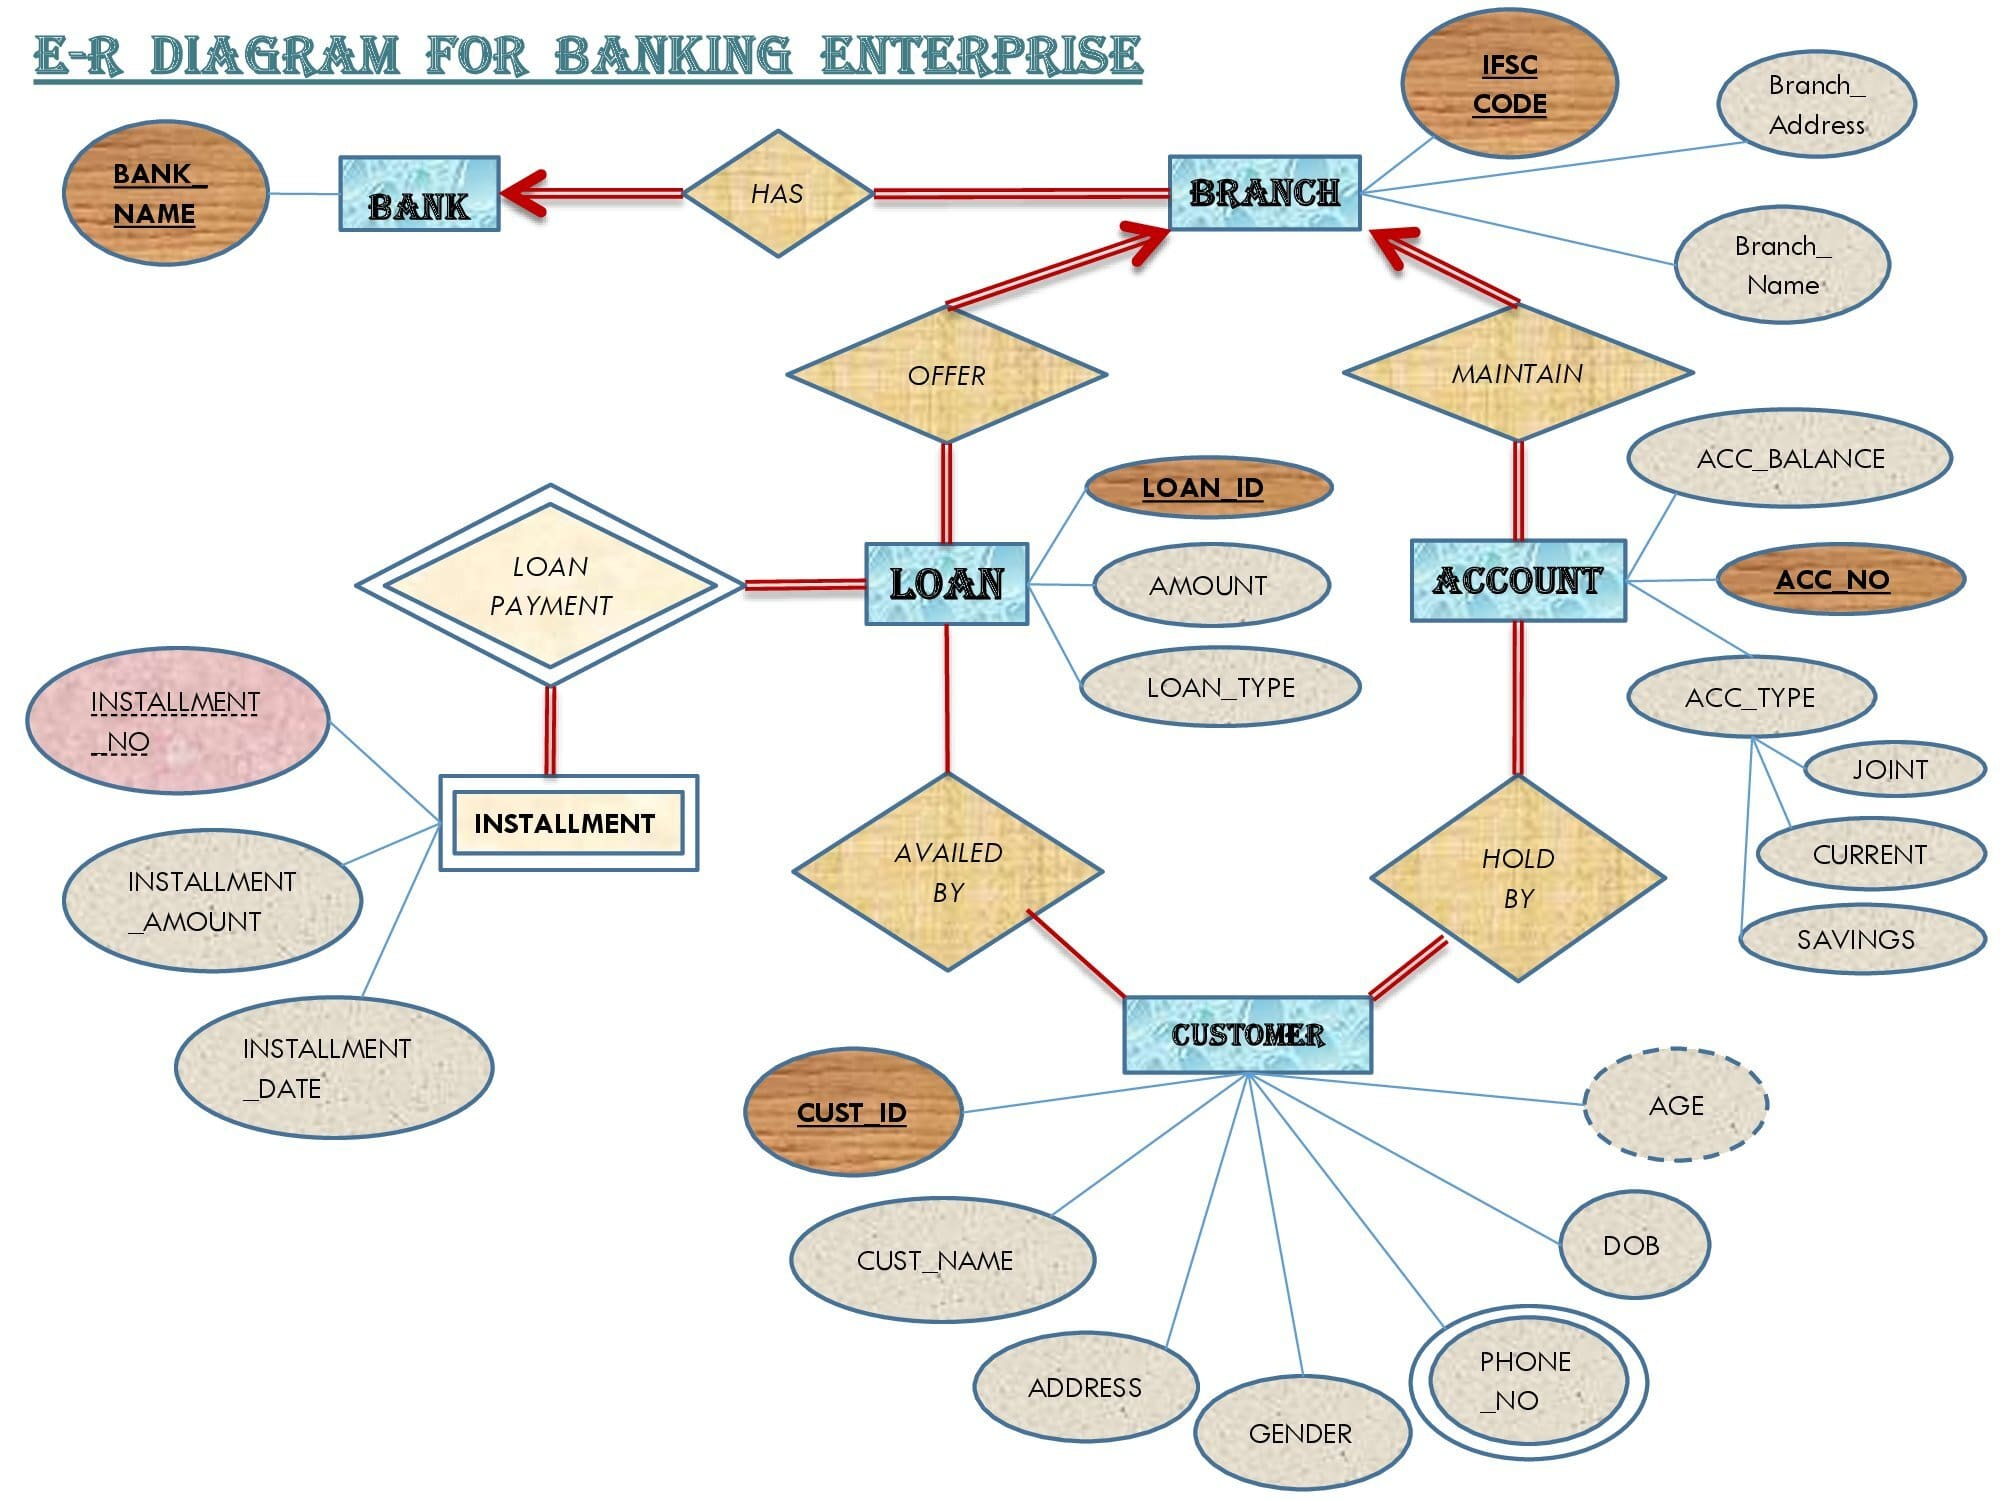 E-R DIAGRAM FOR BANKING ENTERPRISE
IFSC
CODE
Branch_
Address
BANK_
NAME
BANK
HAS
BRANCH
Branch_
Name
OFFER
MAINTAIN
ACC_BALANCE
LOAN_ID
LOAN
PAYMENT
LOAN
AMOUNT
ACCOUNT
ACC_NO
INSTALLMENT
_NO
LOAN_TYPE
ACC_TYPE
JOINT
INSTALLMENT
AVAILED
BY
HOLD
BY
CURRENT
INSTALLMENT
_AMOUNT
SAVINGS
INSTALLMENT
_DATE
CUSTOMER
CUST_ID
AGE
CUST_NAME
DOB
ADDRESS
PHONE
_NO
GENDER